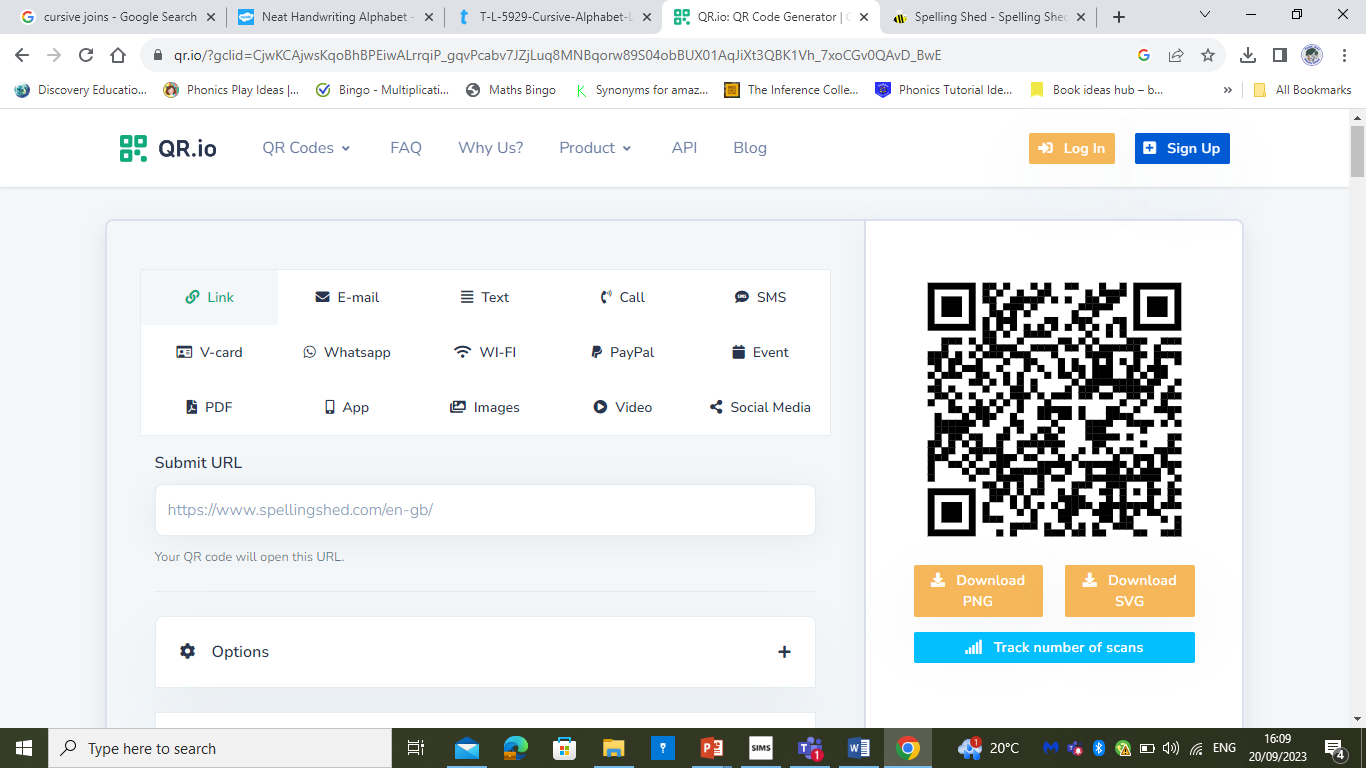 cursive joins - Google Search
Neat Handwriting Alphabet -
T-L-5929-Cursive-Alphabet-L
QR.io: QR Code Generator | C
Spelling Shed - Spelling Shed
qr.io/?gclid=CjwKCAjwsKqoBhBPEiwALrrqiP_gqvPcabv7JZjLuq8MNBqorw89S04obBUX01AqJiXt3QBK1Vh_7xoCGv0QAvD_BwE
Discovery Educatio...
Phonics Play Ideas |...
Bingo - Multiplicati...
Maths Bingo
Synonyms for amaz...
The Inference Colle...
Phonics Tutorial Ide...
Book ideas hub – b...
»
All Bookmarks
QR.io
QR Codes
FAQ
Why Us?
Product
API
Blog
Log In
Sign Up
Link
E-mail
Text
Call
SMS
V-card
Whatsapp
WI-FI
PayPal
Event
PDF
App
Images
Video
Social Media
Submit URL
https://www.spellingshed.com/en-gb/
Your QR code will open this URL.
Options
Download
PNG
Download
SVG
Track number of scans
Type here to search
SIMS
1
1
20°C
ENG
16:09
20/09/2023
4